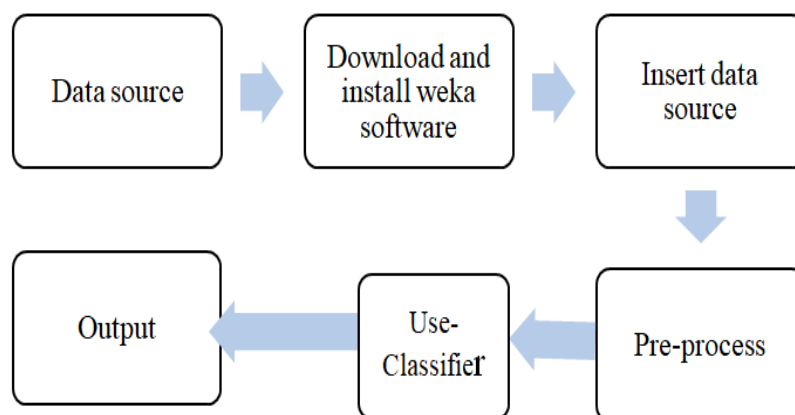 Data source
Download and
install weka
software
Insert data
source
Pre-process
Use-
Classifier
Output